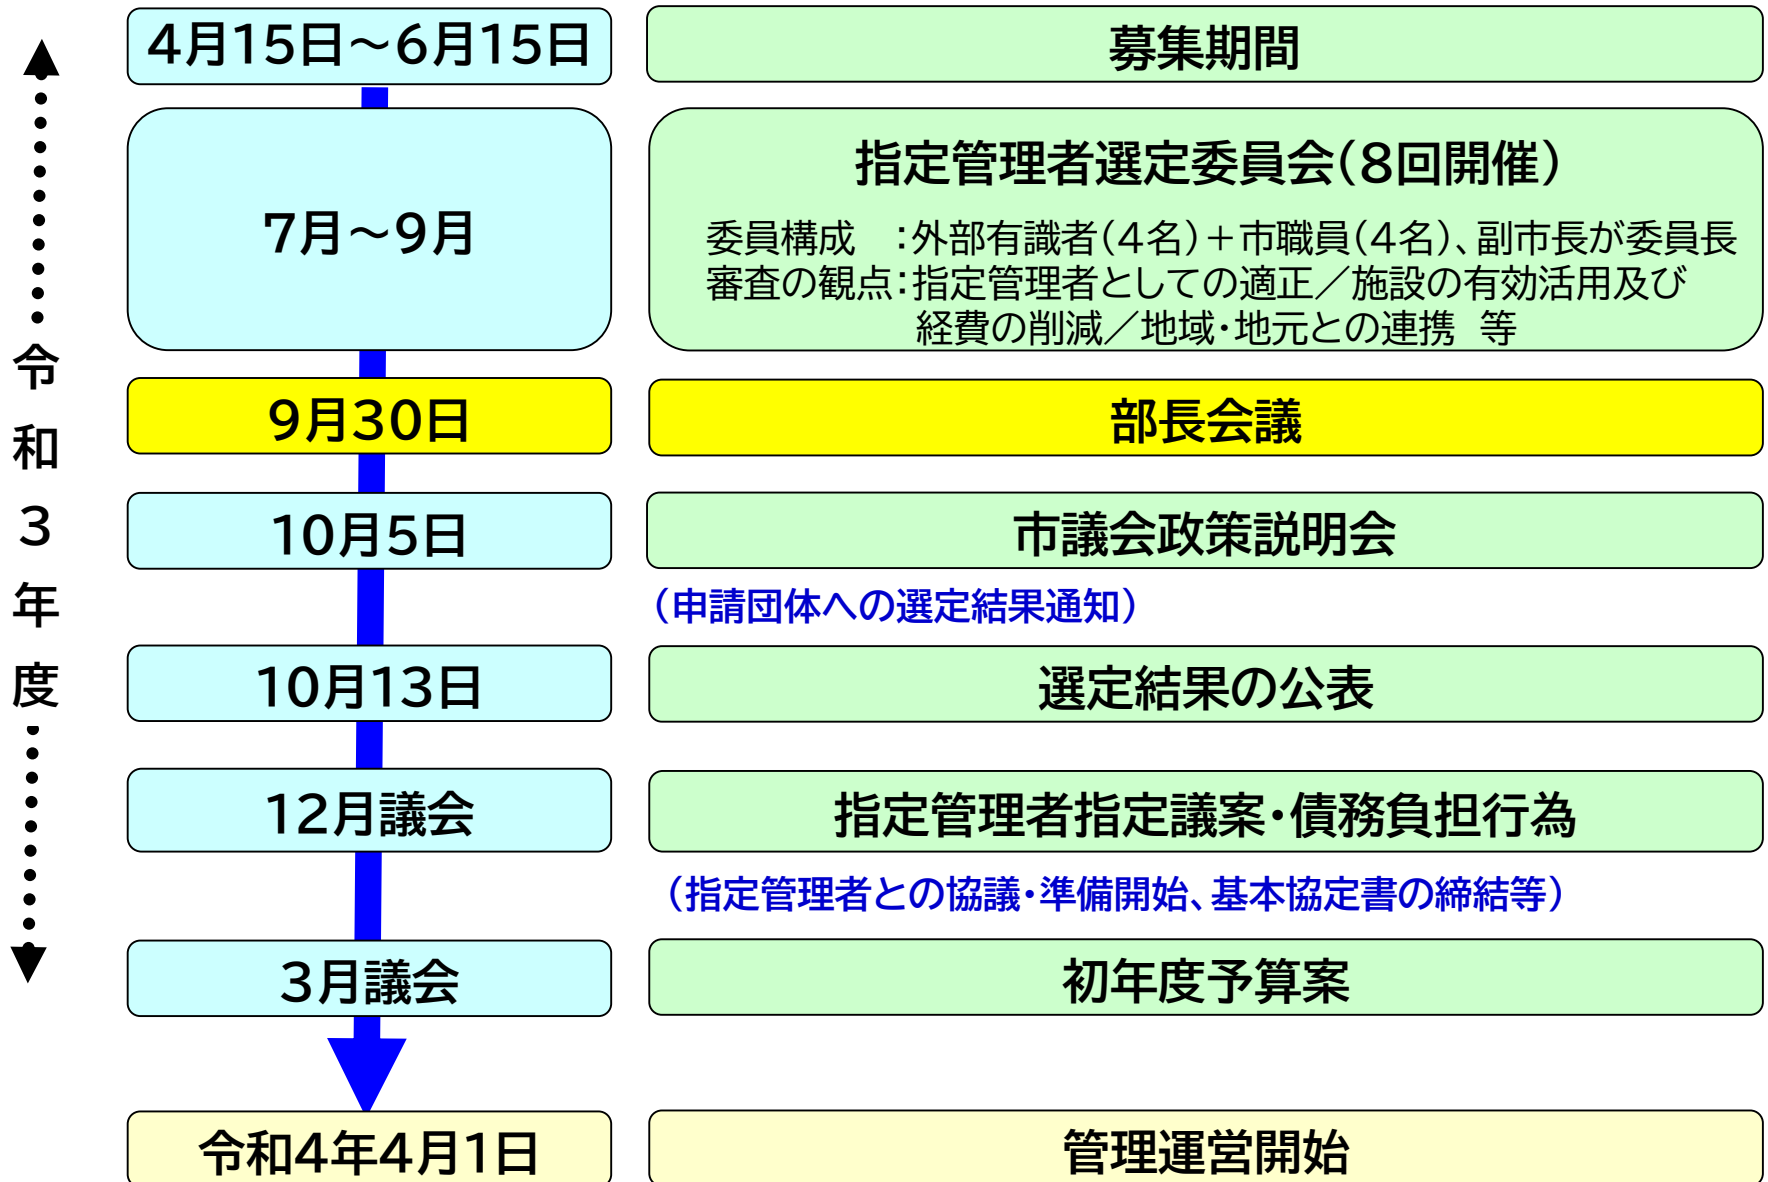 4月15日～6月15日
募集期間
7月～9月
指定管理者選定委員会（8回開催）
委員構成　：外部有識者（4名）＋市職員（4名）、副市長が委員長
審査の観点：指定管理者としての適正／施設の有効活用及び
経費の削減／地域・地元との連携　等
9月30日
部長会議
10月5日
市議会政策説明会
（申請団体への選定結果通知）
10月13日
選定結果の公表
12月議会
指定管理者指定議案・債務負担行為
（指定管理者との協議・準備開始、基本協定書の締結等）
3月議会
初年度予算案
令和4年4月1日
管理運営開始
令和３年度